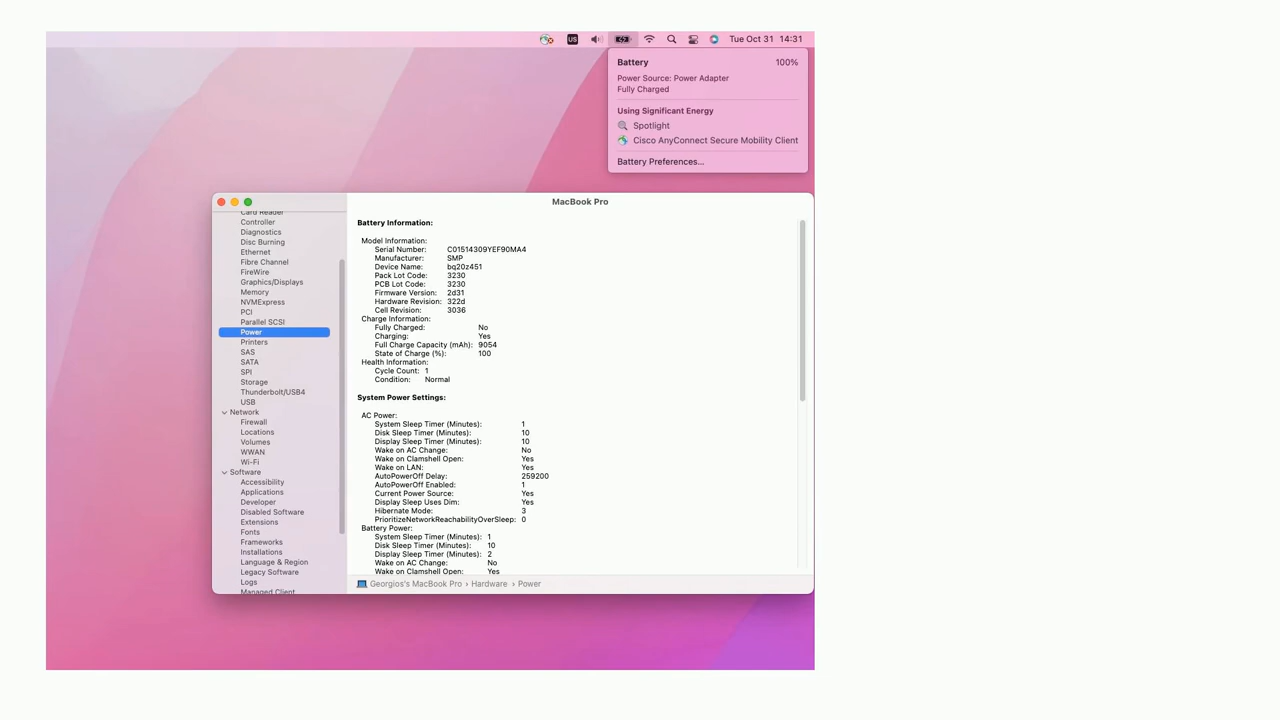 US
Tue Oct 31 14:31
Battery 100%
Power Source: Power Adapter
Fully Charged
Using Significant Energy
Spotlight
Cisco AnyConnect Secure Mobility Client
Battery Preferences...
MacBook Pro
Card Reader
Controller
Diagnostics
Disc Burning
Ethernet
Fibre Channel
FireWire
Graphics/Displays
Memory
NVMExpress
PCI
Parallel SCSI
Power
Printers
SAS
SATA
SPI
Storage
Thunderbolt/USB4
USB
Network
Firewall
Locations
Volumes
WWAN
Wi-Fi
Software
Accessibility
Applications
Developer
Disabled Software
Extensions
Fonts
Frameworks
Installations
Language & Region
Legacy Software
Logs
Managed Client
Battery Information:
Model Information:
Serial Number: C01514309YEF90MA4
Manufacturer: SMP
Device Name: bq20z451
Pack Lot Code: 3230
PCB Lot Code: 3230
Firmware Version: 2d31
Hardware Revision: 322d
Cell Revision: 3036
Charge Information:
Fully Charged: No
Charging: Yes
Full Charge Capacity (mAh): 9054
State of Charge (%): 100
Health Information:
Cycle Count: 1
Condition: Normal
System Power Settings:
AC Power:
System Sleep Timer (Minutes): 1
Disk Sleep Timer (Minutes): 10
Display Sleep Timer (Minutes): 10
Wake on AC Change: No
Wake on Clamshell Open: Yes
Wake on LAN: Yes
AutoPowerOff Delay: 259200
AutoPowerOff Enabled: 1
Current Power Source: Yes
Display Sleep Uses Dim: Yes
Hibernate Mode: 3
PrioritizeNetworkReachabilityOverSleep: 0
Battery Power:
System Sleep Timer (Minutes): 1
Disk Sleep Timer (Minutes): 10
Display Sleep Timer (Minutes): 2
Wake on AC Change: No
Wake on Clamshell Open: Yes
Georgios's MacBook Pro › Hardware › Power